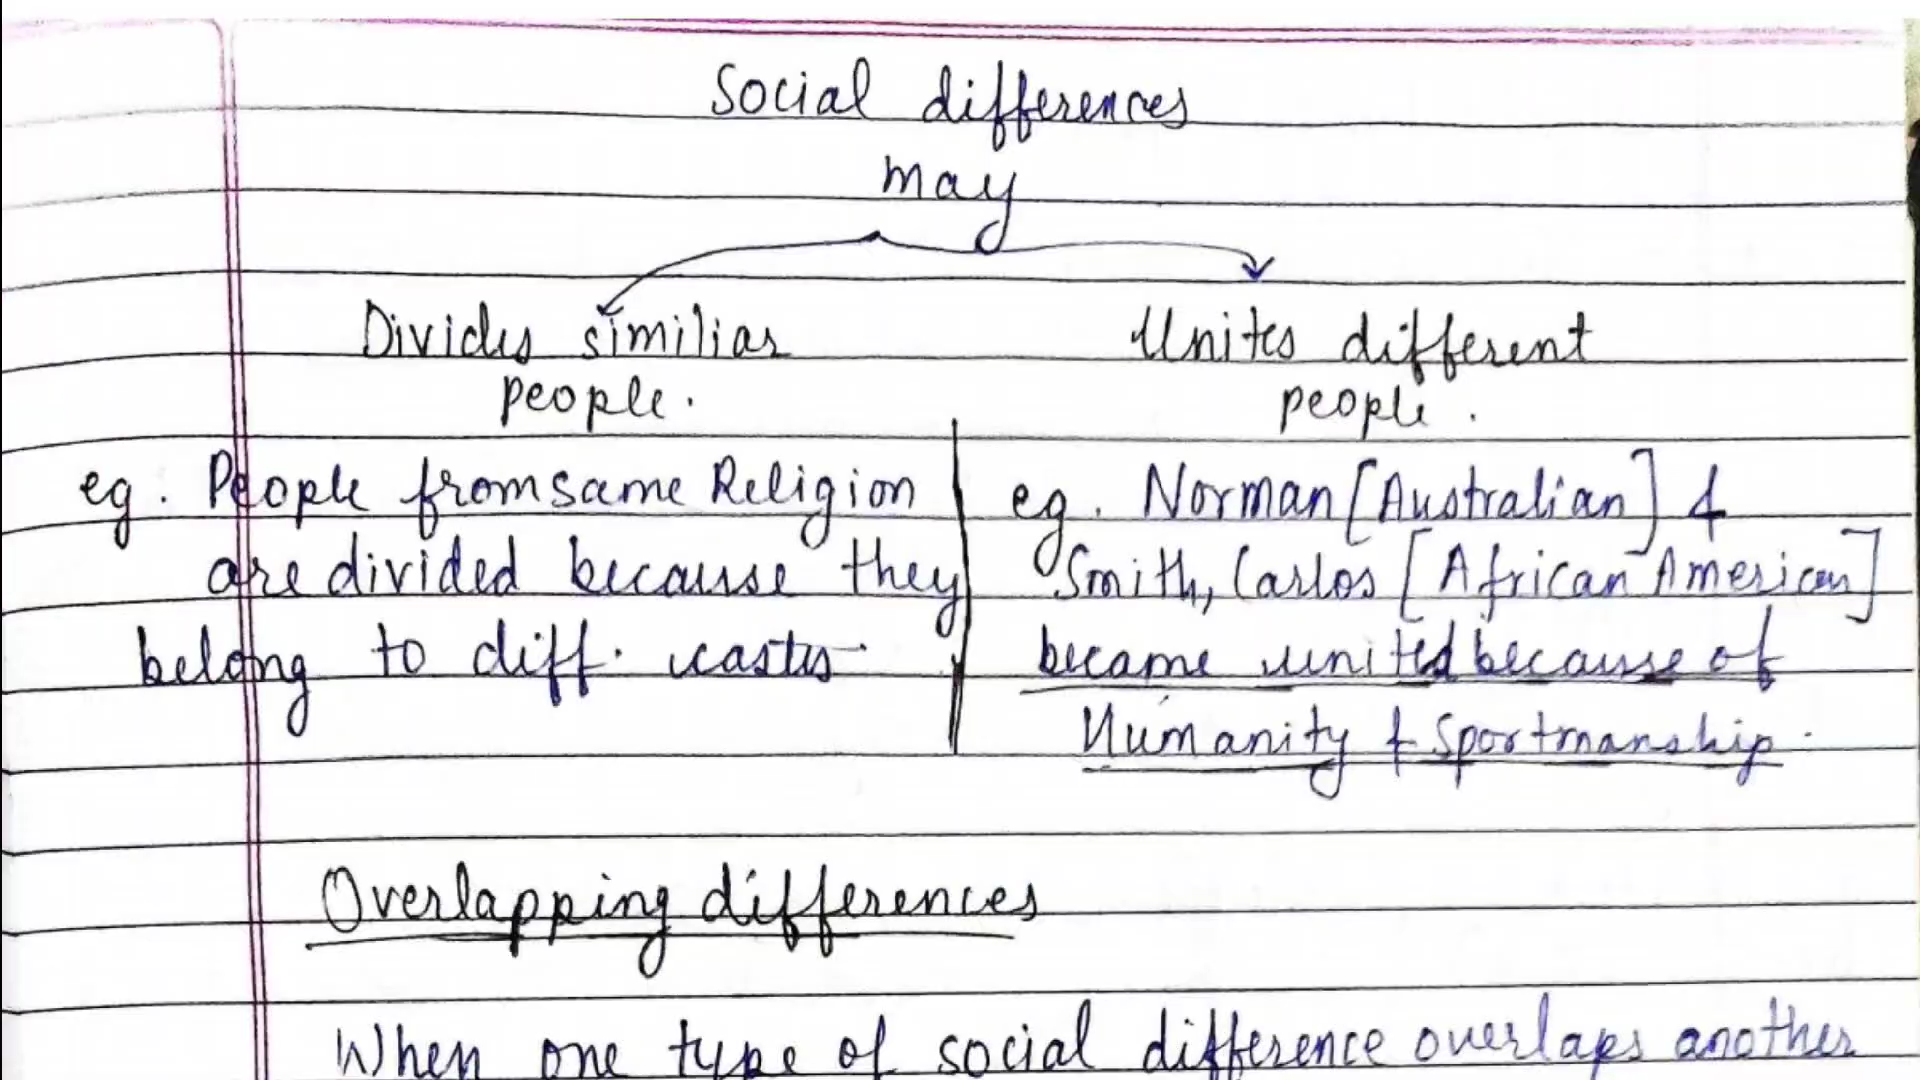 Social differences
may
Divides similiar
people.
Unites different
people.
eg. People from same Religion
are divided because they
belong to diff. castes.
eg. Norman [Australian] &
Smith, Carlos [African American]
became united because of
Humanity & Sportmanship.
Overlapping differences
When one type of social difference overlaps another